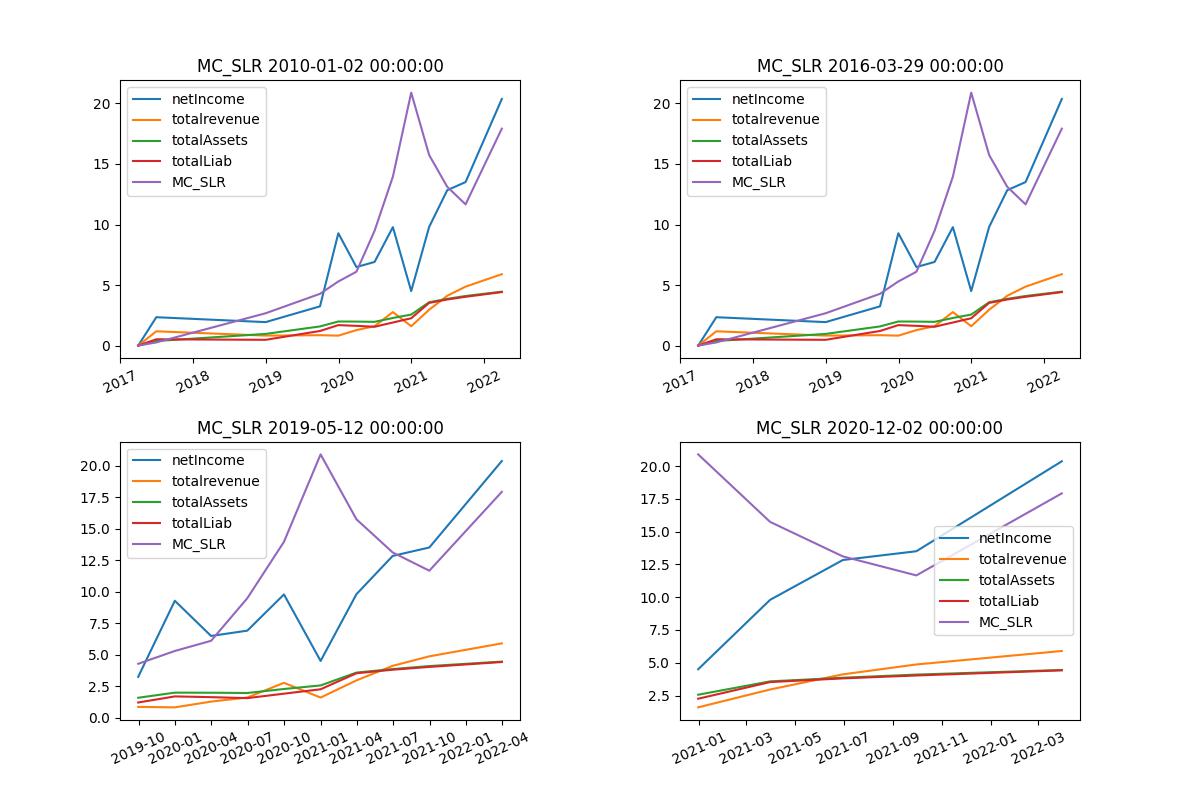 MC_SLR 2010-01-02 00:00:00
20
15
10
5
0
netIncome
totalrevenue
totalAssets
totalLiab
MC_SLR
2017
2018
2019
2020
2021
2022
MC_SLR 2016-03-29 00:00:00
20
15
10
5
0
netIncome
totalrevenue
totalAssets
totalLiab
MC_SLR
2017
2018
2019
2020
2021
2022
MC_SLR 2019-05-12 00:00:00
20.0
17.5
15.0
12.5
10.0
7.5
5.0
2.5
0.0
netIncome
totalrevenue
totalAssets
totalLiab
MC_SLR
2019-10
2020-01
2020-04
2020-07
2020-10
2021-01
2021-04
2021-07
2021-10
2022-01
2022-04
MC_SLR 2020-12-02 00:00:00
20.0
17.5
15.0
12.5
10.0
7.5
5.0
2.5
netIncome
totalrevenue
totalAssets
totalLiab
MC_SLR
2021-01
2021-03
2021-05
2021-07
2021-09
2021-11
2022-01
2022-03